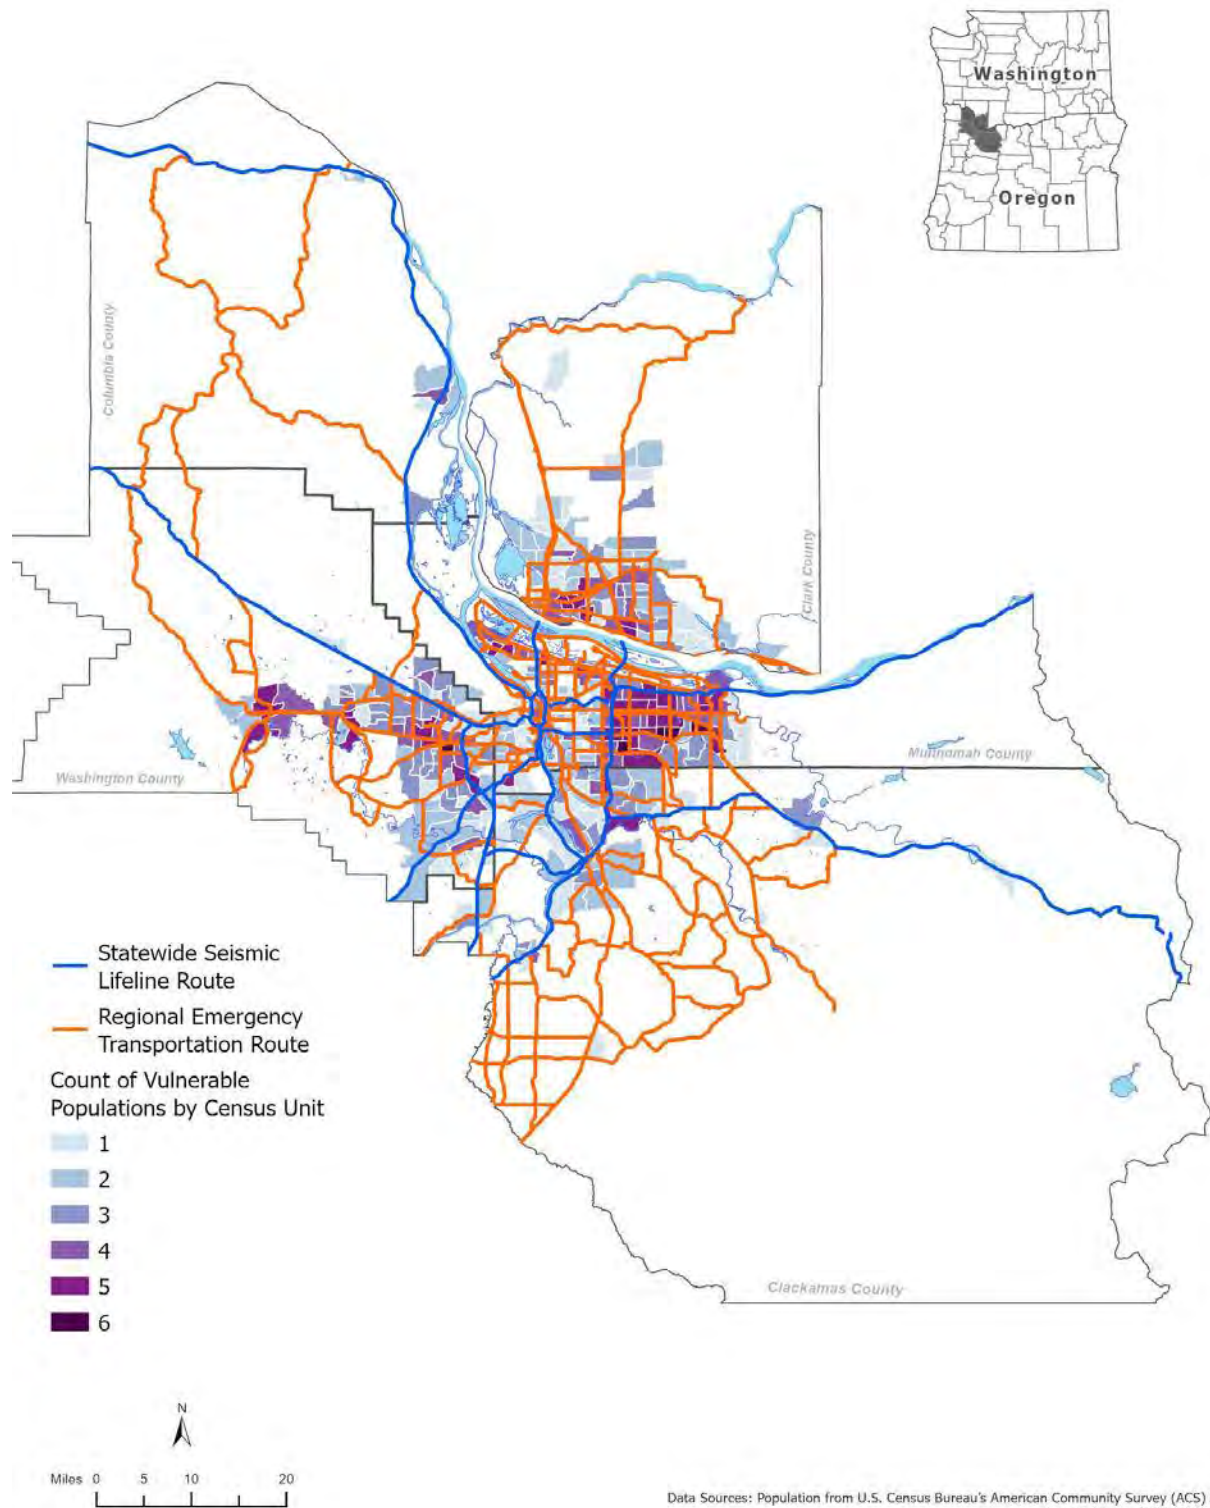 Washington
Oregon
Columbia County
Clark County
Multnomah County
Washington County
Statewide Seismic
Lifeline Route
Regional Emergency
Transportation Route
Count of Vulnerable
Populations by Census Unit
1
2
3
4
5
6
Clackamas County
N
Miles 0 5 10 20
Data Sources: Population from U.S. Census Bureau's American Community Survey (ACS)